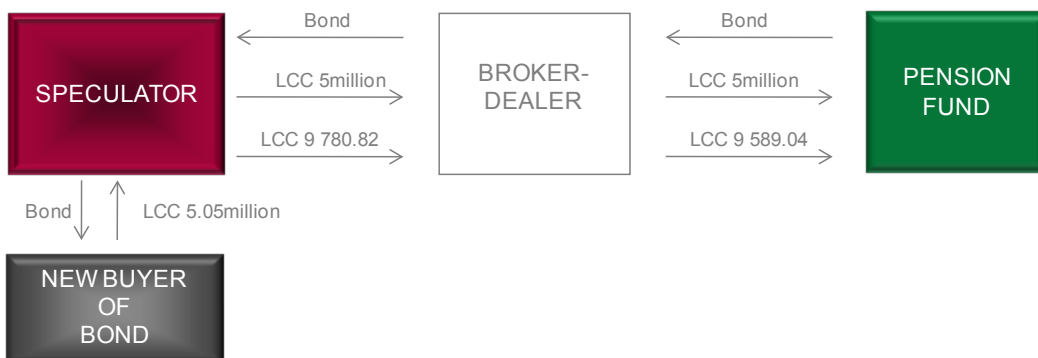 Bond
Bond
SPECULATOR
LCC 5million
BROKER-
DEALER
LCC 5million
PENSION
FUND
LCC 9 780.82
LCC 9 589.04
Bond
LCC 5.05million
NEW BUYER
OF
BOND